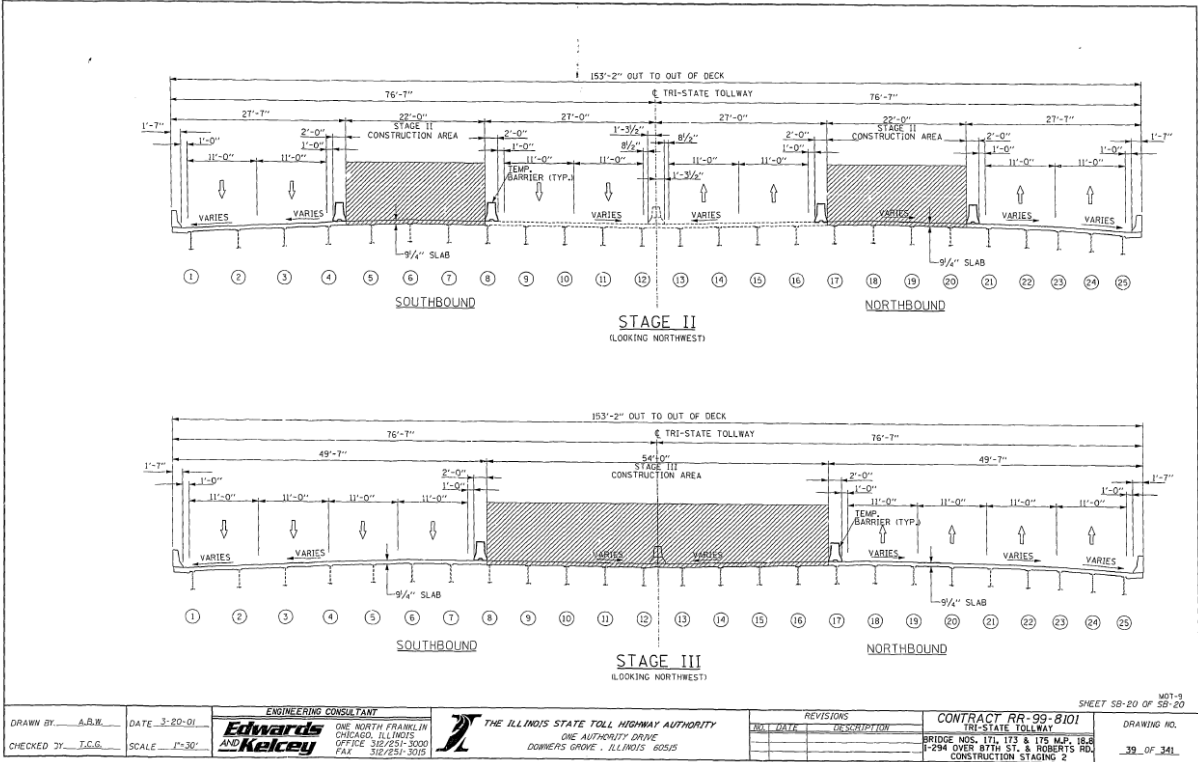 153'-2" OUT TO OUT OF DECK
76'-7" ℄ TRI-STATE TOLLWAY 76'-7"
27'-7" 22'-0" 27'-0" 27'-0" 22'-0" 27'-7"
1'-7" STAGE II 1'-3½" STAGE II 1'-7"
CONSTRUCTION AREA CONSTRUCTION AREA
2'-0" 2'-0" 8½" 2'-0" 2'-0"
1'-0" 1'-0" 1'-0" 8½" 1'-0" 1'-0" 1'-0"
11'-0" 11'-0" 11'-0" 11'-0" 11'-0" 11'-0" 11'-0" 11'-0"
TEMP.
BARRIER (TYP.) 1'-3½"
VARIES VARIES VARIES VARIES VARIES VARIES VARIES
9¼" SLAB 9¼" SLAB
1 2 3 4 5 6 7 8 9 10 11 12 13 14 15 16 17 18 19 20 21 22 23 24 25
SOUTHBOUND NORTHBOUND
STAGE II
(LOOKING NORTHWEST)
153'-2" OUT TO OUT OF DECK
76'-7" ℄ TRI-STATE TOLLWAY 76'-7"
49'-7" 54'-0" 49'-7"
1'-7" 2'-0" STAGE III 2'-0" 1'-7"
CONSTRUCTION AREA
1'-0" 1'-0" 1'-0" 1'-0"
11'-0" 11'-0" 11'-0" 11'-0" 11'-0" 11'-0" 11'-0" 11'-0"
TEMP.
BARRIER (TYP.)
VARIES VARIES VARIES VARIES VARIES VARIES VARIES
9¼" SLAB 9¼" SLAB
1 2 3 4 5 6 7 8 9 10 11 12 13 14 15 16 17 18 19 20 21 22 23 24 25
SOUTHBOUND NORTHBOUND
STAGE III
(LOOKING NORTHWEST)
MOT-9
SHEET SB-20 OF SB-20
DRAWN BY A.B.W. DATE 3-20-01
CHECKED BY T.C.G. SCALE 1"=30'
ENGINEERING CONSULTANT
Edwards
AND Kelcey
ONE NORTH FRANKLIN
CHICAGO, ILLINOIS
OFFICE 312/251-3000
FAX 312/251-3015
THE ILLINOIS STATE TOLL HIGHWAY AUTHORITY
ONE AUTHORITY DRIVE
DOWNERS GROVE, ILLINOIS 60515
REVISIONS
NO. DATE DESCRIPTION
CONTRACT RR-99-8101
TRI-STATE TOLLWAY
BRIDGE NOS. 171, 173 & 175 M.P. 18.8
I-294 OVER 87TH ST. & ROBERTS RD.
CONSTRUCTION STAGING 2
DRAWING NO.
39 OF 341